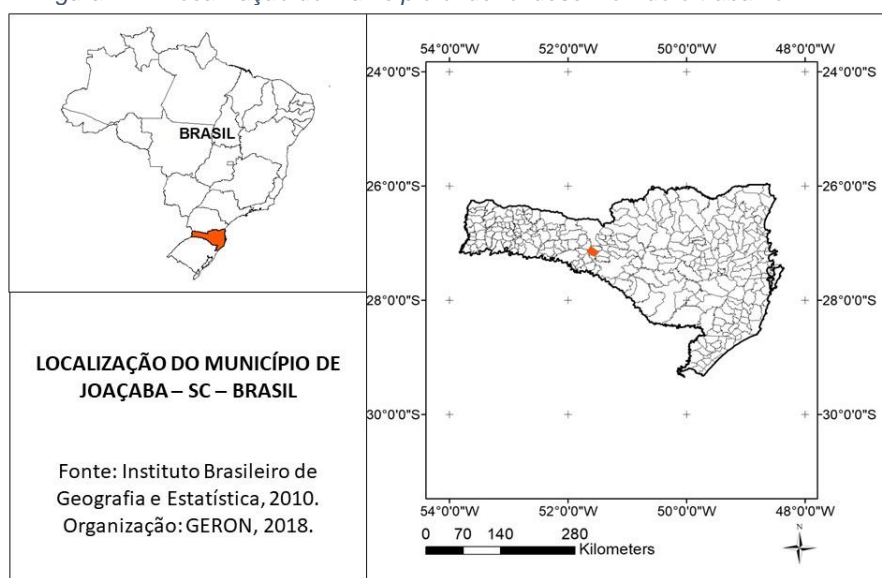 BRASIL
LOCALIZAÇÃO DO MUNICÍPIO DE
JOAÇABA – SC – BRASIL
Fonte: Instituto Brasileiro de
Geografia e Estatística, 2010.
Organização: GERON, 2018.
54°0'0"W 52°0'0"W 50°0'0"W 48°0'0"W
24°0'0"S 24°0'0"S
26°0'0"S 26°0'0"S
28°0'0"S 28°0'0"S
30°0'0"S 30°0'0"S
54°0'0"W 52°0'0"W 50°0'0"W 48°0'0"W
0 70 140 280
Kilometers
N